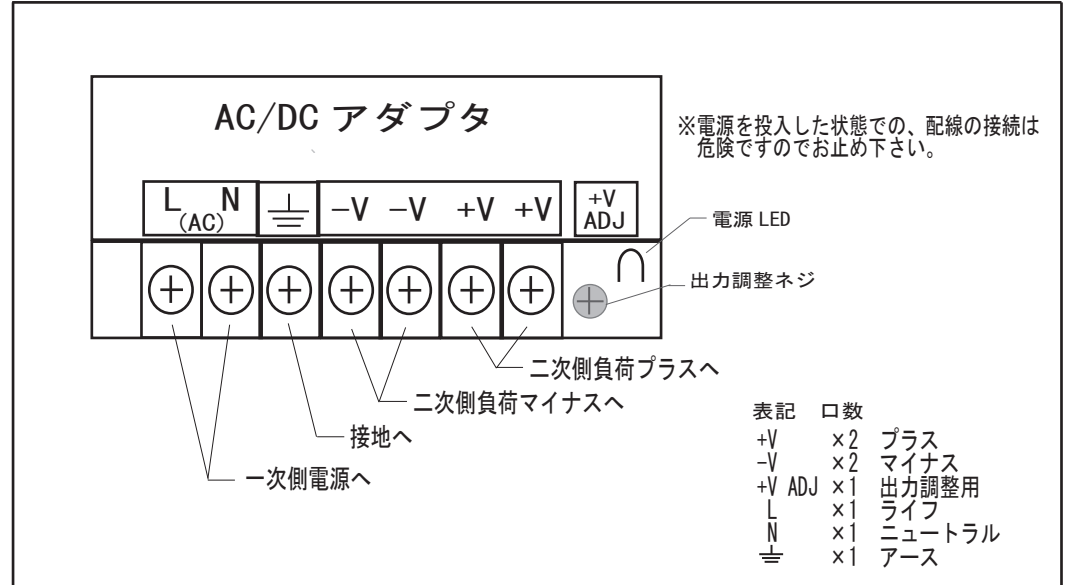 AC/DC アダプタ
※電源を投入した状態での、配線の接続は
危険ですのでお止め下さい。
L N
(AC)
−V −V +V +V
+V
ADJ
電源 LED
出力調整ネジ
二次側負荷プラスへ
二次側負荷マイナスへ
接地へ
一次側電源へ
表記 口数
+V ×2 プラス
−V ×2 マイナス
+V ADJ ×1 出力調整用
L ×1 ライフ
N ×1 ニュートラル
⏚ ×1 アース